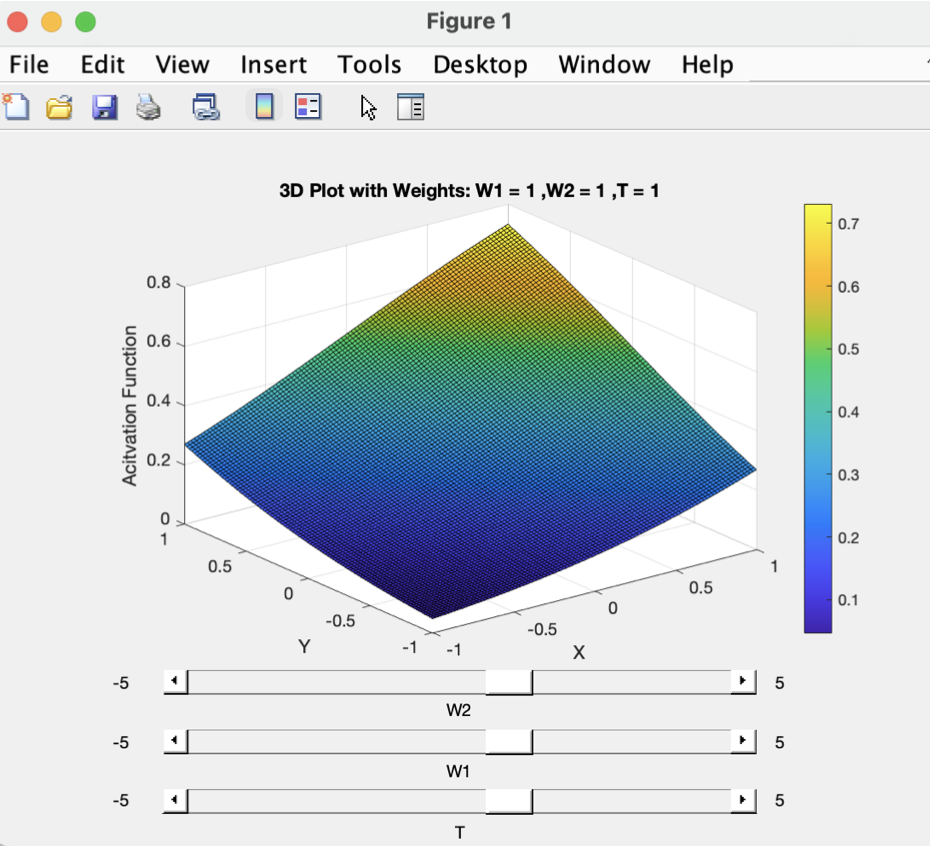 Figure 1
File Edit View Insert Tools Desktop Window Help
3D Plot with Weights: W1 = 1 ,W2 = 1 ,T = 1
Acitvation Function
0.8
0.6
0.4
0.2
0
1
0.5
0
-0.5
-1
Y
-1
-0.5
0
0.5
1
X
0.7
0.6
0.5
0.4
0.3
0.2
0.1
-5 5
W2
-5 5
W1
-5 5
T